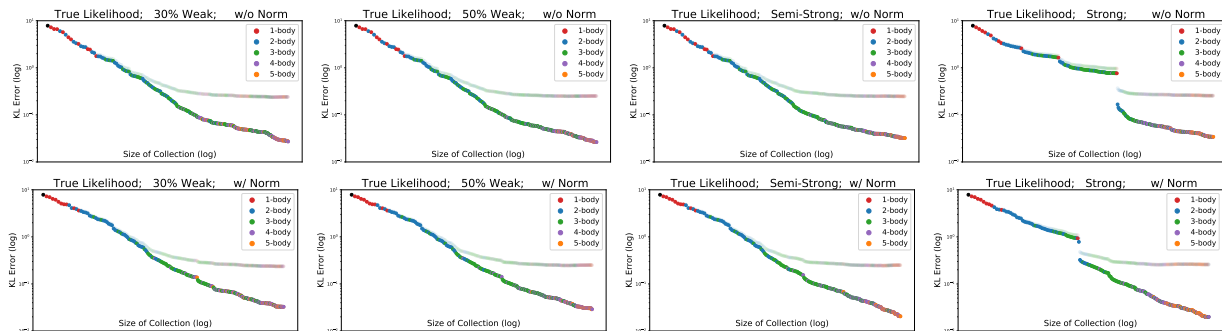 True Likelihood; 30% Weak; w/o Norm
KL Error (log)
1-body
2-body
3-body
4-body
5-body
Size of Collection (log)
True Likelihood; 50% Weak; w/o Norm
KL Error (log)
1-body
2-body
3-body
4-body
5-body
Size of Collection (log)
True Likelihood; Semi-Strong; w/o Norm
KL Error (log)
1-body
2-body
3-body
4-body
5-body
Size of Collection (log)
True Likelihood; Strong; w/o Norm
KL Error (log)
1-body
2-body
3-body
4-body
5-body
Size of Collection (log)
True Likelihood; 30% Weak; w/ Norm
KL Error (log)
1-body
2-body
3-body
4-body
5-body
Size of Collection (log)
True Likelihood; 50% Weak; w/ Norm
KL Error (log)
1-body
2-body
3-body
4-body
5-body
Size of Collection (log)
True Likelihood; Semi-Strong; w/ Norm
KL Error (log)
1-body
2-body
3-body
4-body
5-body
Size of Collection (log)
True Likelihood; Strong; w/ Norm
KL Error (log)
1-body
2-body
3-body
4-body
5-body
Size of Collection (log)